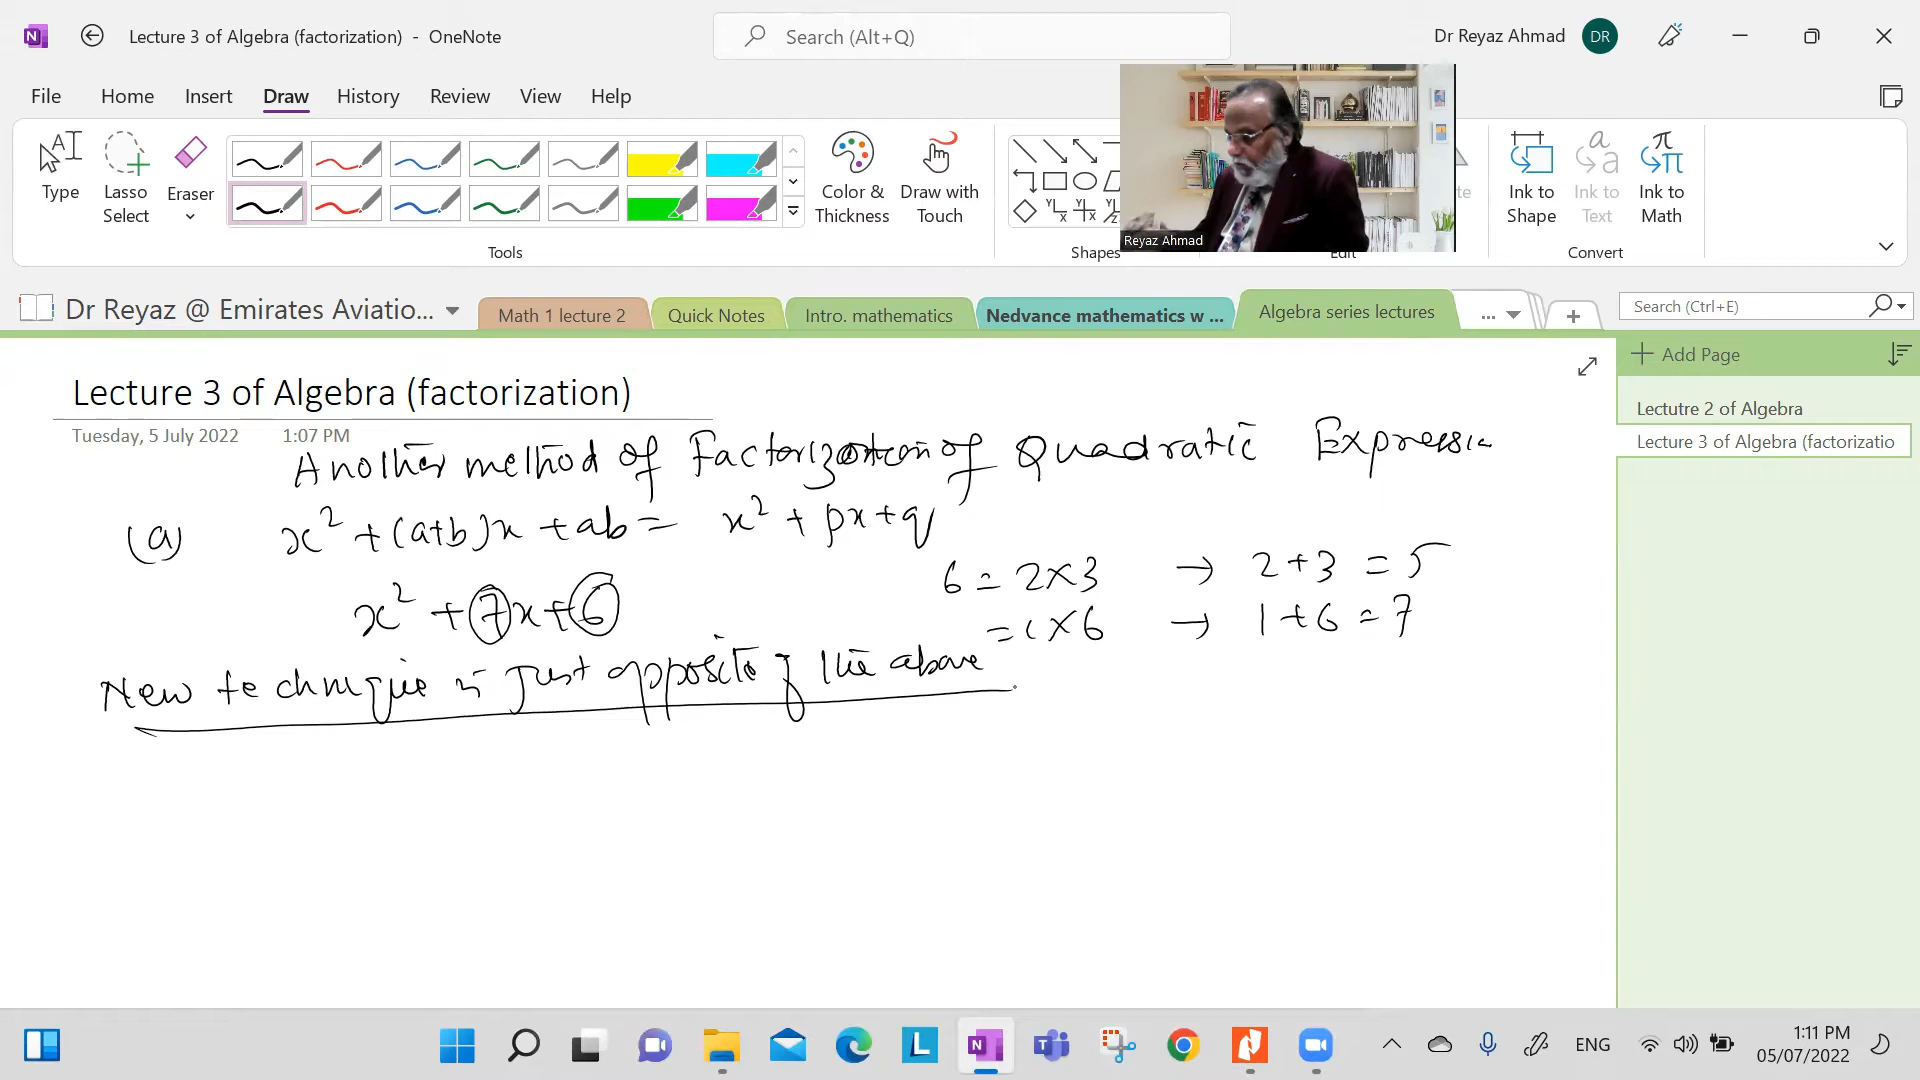 Lecture 3 of Algebra (factorization) - OneNote
Search (Alt+Q)
Dr Reyaz Ahmad
DR
File Home Insert Draw History Review View Help
Type
Lasso Select
Eraser
Color & Thickness
Draw with Touch
Ink to Shape
Ink to Text
Ink to Math
Tools
Shapes
Edit
Convert
Reyaz Ahmad
Dr Reyaz @ Emirates Aviatio...
Math 1 lecture 2
Quick Notes
Intro. mathematics
Nedvance mathematics w ...
Algebra series lectures
...
Search (Ctrl+E)
Add Page
Lectutre 2 of Algebra
Lecture 3 of Algebra (factorizatio
Lecture 3 of Algebra (factorization)
Tuesday, 5 July 2022 1:07 PM
Another method of Factorization of Quadratic Expressi
(a) x² + (a+b)x + ab = x² + px + q
6 = 2×3 → 2+3 = 5
x² + 7x + 6
= 1×6 → 1+6 = 7
New technique is just opposite of the above
ENG
1:11 PM
05/07/2022